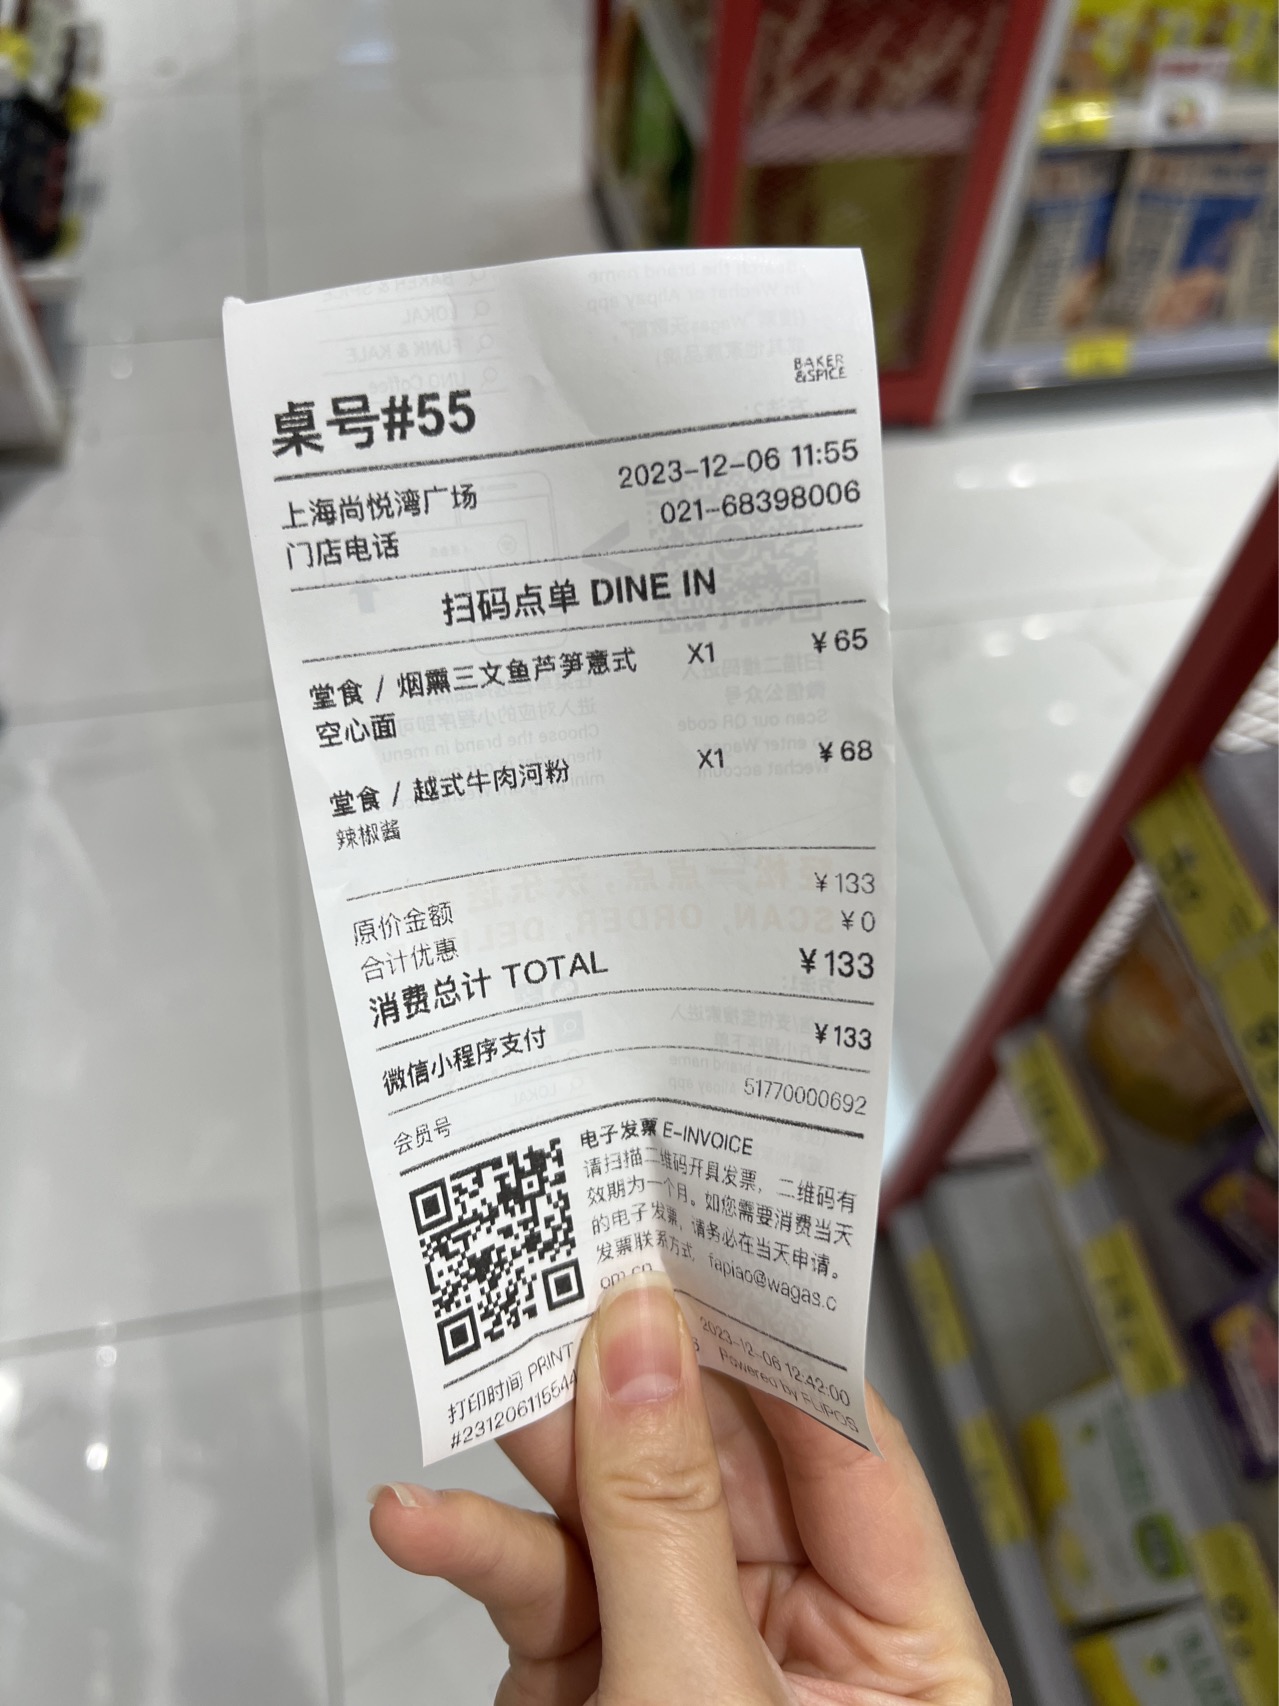 BAKER
&SPICE
桌号#55
上海尚悦湾广场 2023-12-06 11:55
门店电话 021-68398006
扫码点单 DINE IN
堂食 / 烟熏三文鱼芦笋意式 X1 ¥65
空心面
堂食 / 越式牛肉河粉 X1 ¥68
辣椒酱
原价金额 ¥133
合计优惠 ¥0
消费总计 TOTAL ¥133
微信小程序支付 ¥133
会员号 51770000692
电子发票 E-INVOICE
请扫描二维码开具发票，二维码有
效期为一个月。如您需要消费当天
的电子发票，请务必在当天申请。
发票联系方式，fapiao@wagas.c
om.cn
打印时间 PRINT 2023-12-06 12:42:00
#23120611554 Powered by FLIPOS